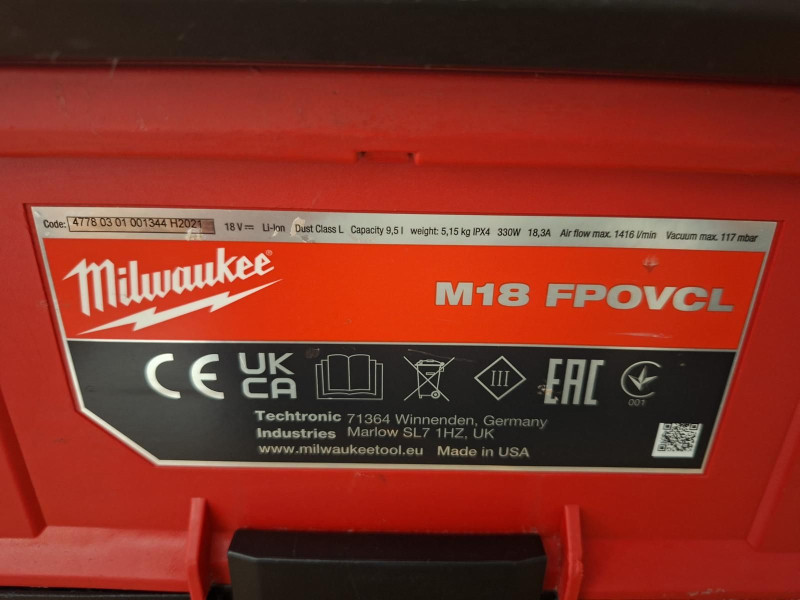 Code: 4778 03 01 001344 H2021 18 V⎓ Li-Ion Dust Class L Capacity 9,5 l weight: 5,15 kg IPX4 330W 18,3A Air flow max. 1416 l/min Vacuum max. 117 mbar
Milwaukee®
M18 FPOVCL
CE UK CA III EAC 001
Techtronic 71364 Winnenden, Germany
Industries Marlow SL7 1HZ, UK
www.milwaukeetool.eu Made in USA